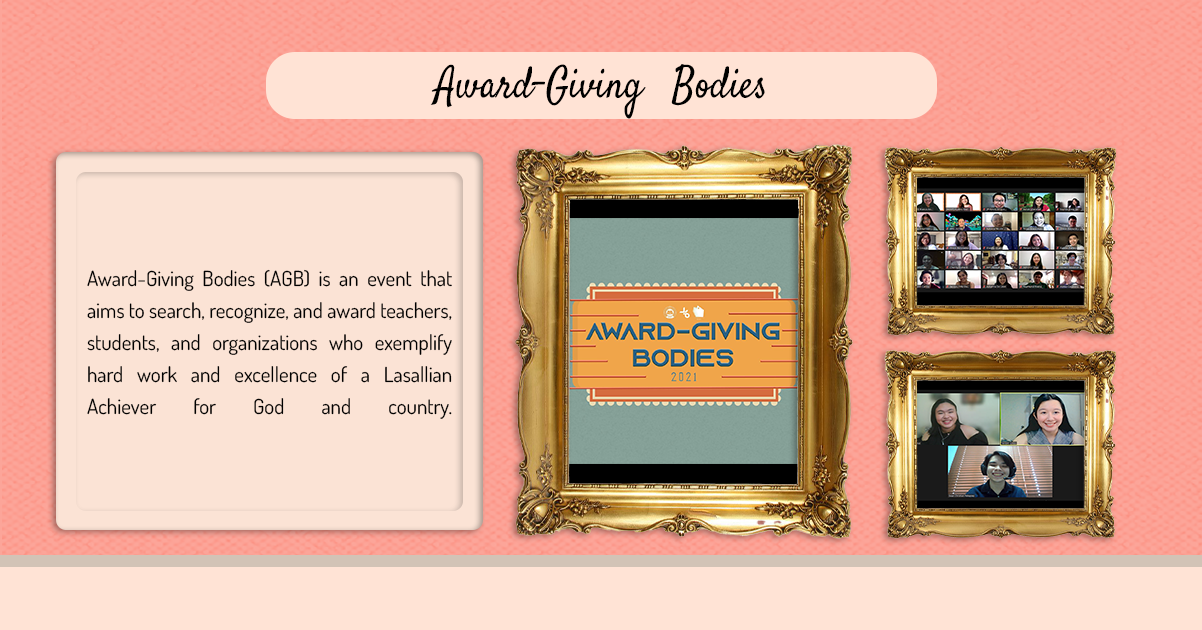 Award-Giving Bodies
Award-Giving Bodies (AGB) is an event that
aims to search, recognize, and award teachers,
students, and organizations who exemplify
hard work and excellence of a Lasallian
Achiever for God and country.
AWARD-GIVING
BODIES
2021